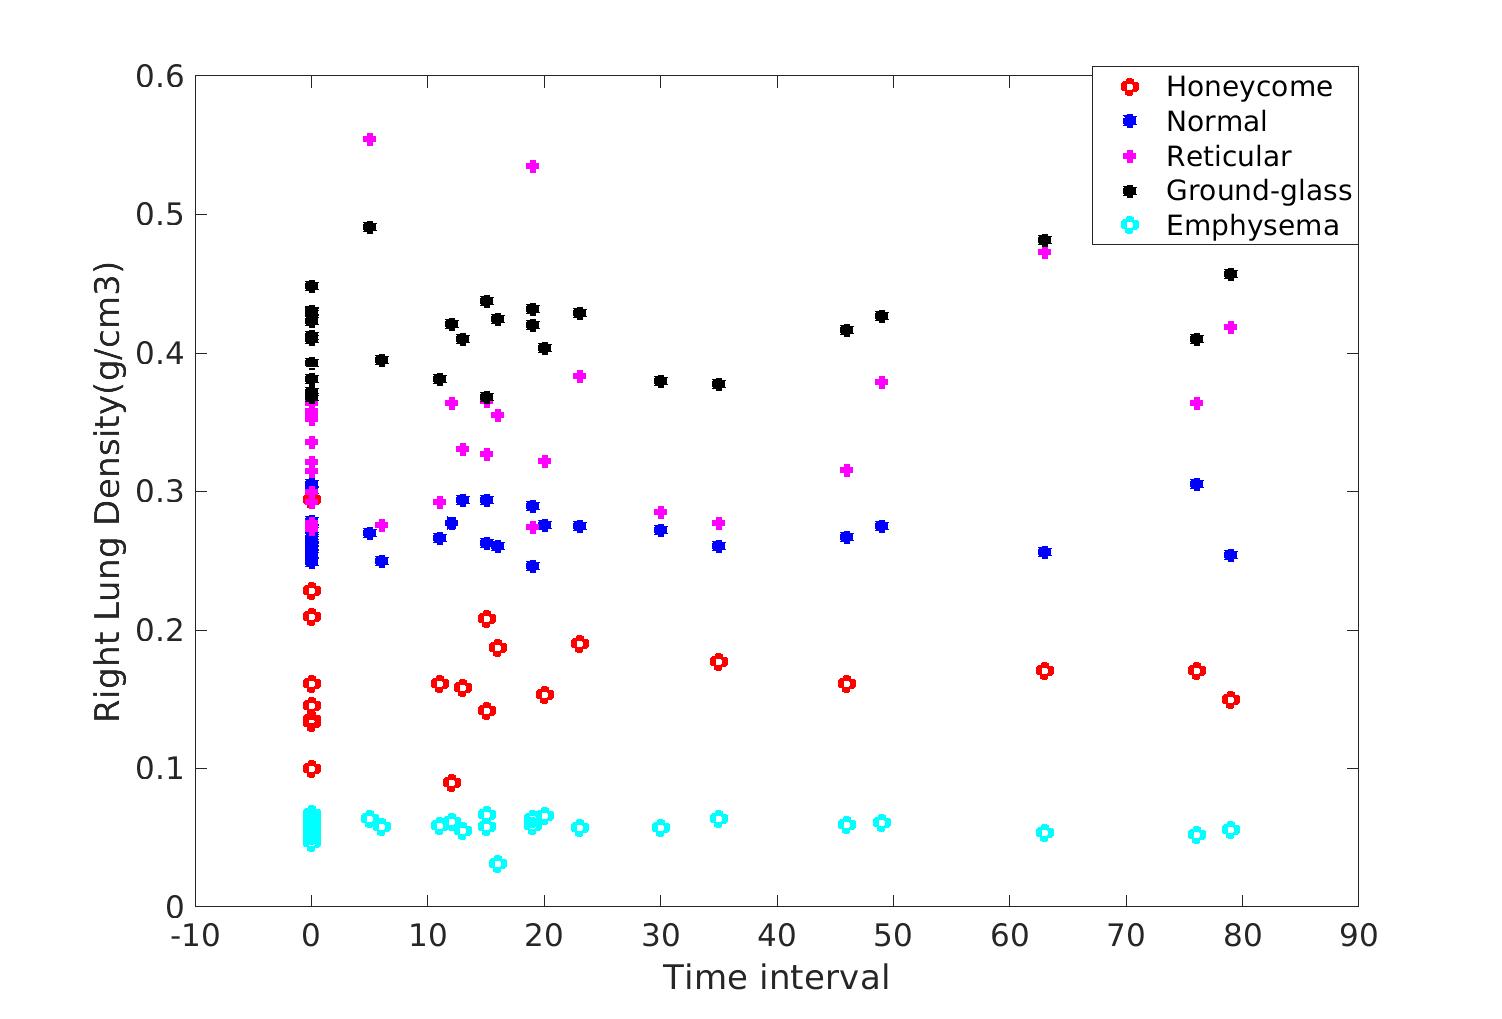 0.6
0.5
0.4
0.3
0.2
0.1
0
Right Lung Density(g/cm3)
Honeycome
Normal
Reticular
Ground-glass
Emphysema
-10 0 10 20 30 40 50 60 70 80 90
Time interval